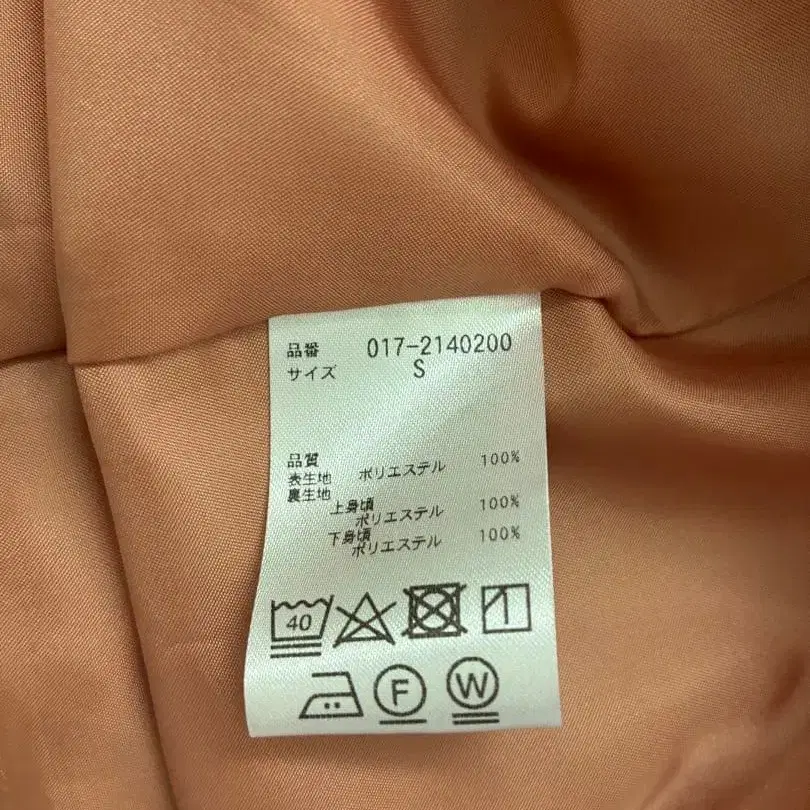 品番 017-2140200
サイズ S
品質
表生地 ポリエステル 100%
裏生地
上身頃
ポリエステル 100%
下身頃
ポリエステル 100%
40
F W